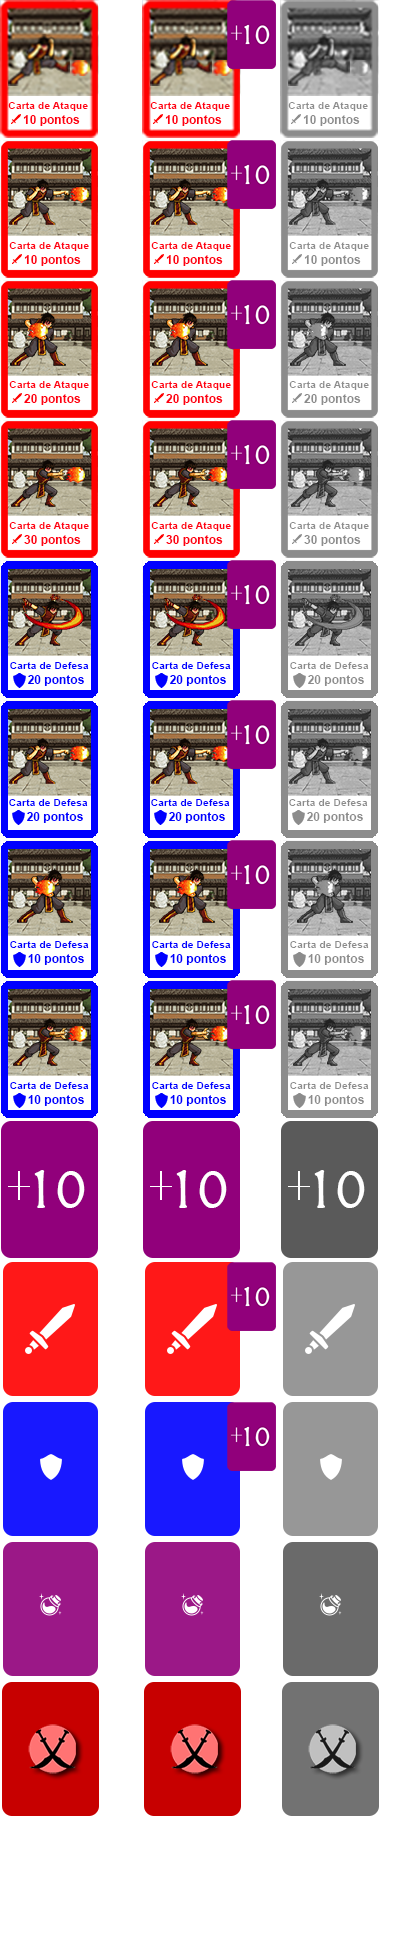 +10
Carta de Ataque Carta de Ataque Carta de Ataque
10 pontos 10 pontos 10 pontos
+10
Carta de Ataque Carta de Ataque Carta de Ataque
10 pontos 10 pontos 10 pontos
+10
Carta de Ataque Carta de Ataque Carta de Ataque
20 pontos 20 pontos 20 pontos
+10
Carta de Ataque Carta de Ataque Carta de Ataque
30 pontos 30 pontos 30 pontos
+10
Carta de Defesa Carta de Defesa Carta de Defesa
20 pontos 20 pontos 20 pontos
+10
Carta de Defesa Carta de Defesa Carta de Defesa
20 pontos 20 pontos 20 pontos
+10
Carta de Defesa Carta de Defesa Carta de Defesa
10 pontos 10 pontos 10 pontos
+10
Carta de Defesa Carta de Defesa Carta de Defesa
10 pontos 10 pontos 10 pontos
+10 +10 +10
+10
+10